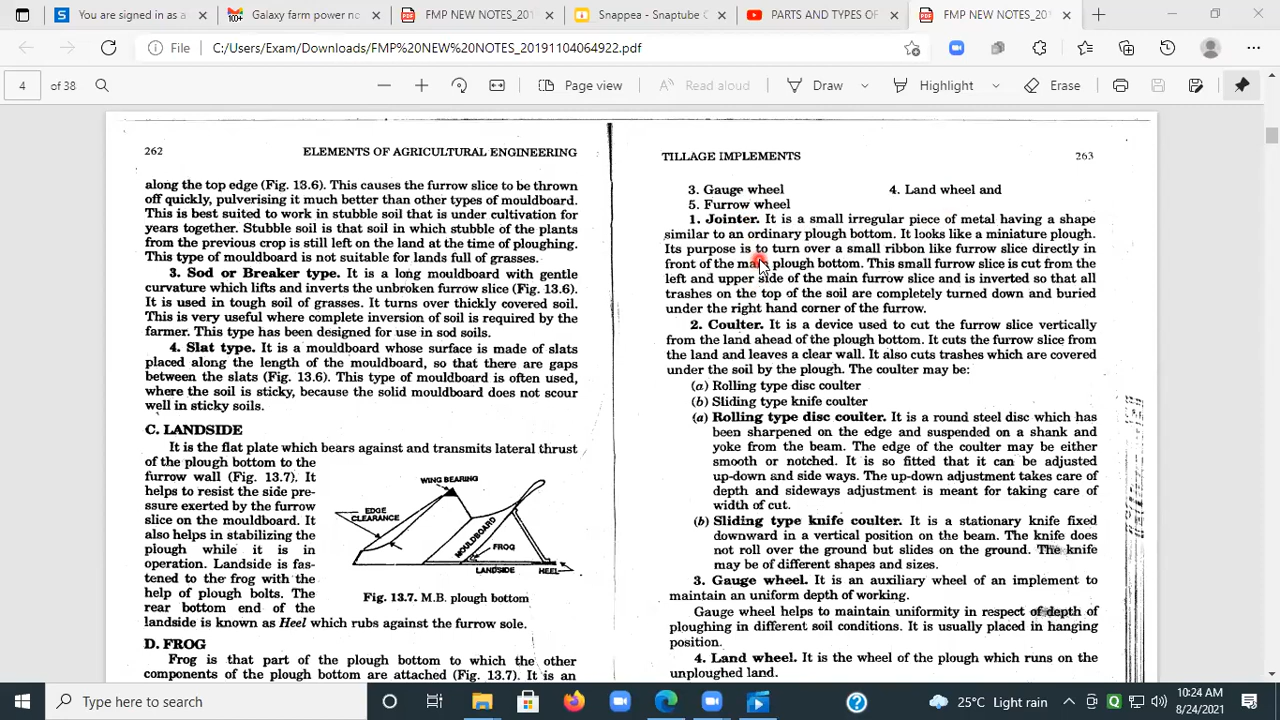 You are signed in as a
Galaxy farm power no
FMP NEW NOTES_201
Snappea - Snaptube
PARTS AND TYPES OF
FMP NEW NOTES_201
File
C:/Users/Exam/Downloads/FMP%20NEW%20NOTES_20191104064922.pdf
4 of 38
Page view
Read aloud
Draw
Highlight
Erase
262 ELEMENTS OF AGRICULTURAL ENGINEERING
along the top edge (Fig. 13.6). This causes the furrow slice to be thrown
off quickly, pulverising it much better than other types of mouldboard.
This is best suited to work in stubble soil that is under cultivation for
years together. Stubble soil is that soil in which stubble of the plants
from the previous crop is still left on the land at the time of ploughing.
This type of mouldboard is not suitable for lands full of grasses.
3. Sod or Breaker type. It is a long mouldboard with gentle
curvature which lifts and inverts the unbroken furrow slice (Fig. 13.6).
It is used in tough soil of grasses. It turns over thickly covered soil.
This is very useful where complete inversion of soil is required by the
farmer. This type has been designed for use in sod soils.
4. Slat type. It is a mouldboard whose surface is made of slats
placed along the length of the mouldboard, so that there are gaps
between the slats (Fig. 13.6). This type of mouldboard is often used,
where the soil is sticky, because the solid mouldboard does not scour
well in sticky soils.
C. LANDSIDE
It is the flat plate which bears against and transmits lateral thrust
of the plough bottom to the
furrow wall (Fig. 13.7). It
helps to resist the side pre-
ssure exerted by the furrow
slice on the mouldboard. It
also helps in stabilizing the
plough while it is in
operation. Landside is fas-
tened to the frog with the
help of plough bolts. The
rear bottom end of the
landside is known as Heel which rubs against the furrow sole.
WING BEARING
EDGE
CLEARANCE
MOULDBOARD
FROG
LANDSIDE
HEEL
Fig. 13.7. M.B. plough bottom
D. FROG
Frog is that part of the plough bottom to which the other
components of the plough bottom are attached (Fig. 13.7). It is an
TILLAGE IMPLEMENTS 263
3. Gauge wheel 4. Land wheel and
5. Furrow wheel
1. Jointer. It is a small irregular piece of metal having a shape
similar to an ordinary plough bottom. It looks like a miniature plough.
Its purpose is to turn over a small ribbon like furrow slice directly in
front of the main plough bottom. This small furrow slice is cut from the
left and upper side of the main furrow slice and is inverted so that all
trashes on the top of the soil are completely turned down and buried
under the right hand corner of the furrow.
2. Coulter. It is a device used to cut the furrow slice vertically
from the land ahead of the plough bottom. It cuts the furrow slice from
the land and leaves a clear wall. It also cuts trashes which are covered
under the soil by the plough. The coulter may be:
(a) Rolling type disc coulter
(b) Sliding type knife coulter
(a) Rolling type disc coulter. It is a round steel disc which has
been sharpened on the edge and suspended on a shank and
yoke from the beam. The edge of the coulter may be either
smooth or notched. It is so fitted that it can be adjusted
up-down and side ways. The up-down adjustment takes care of
depth and sideways adjustment is meant for taking care of
width of cut.
(b) Sliding type knife coulter. It is a stationary knife fixed
downward in a vertical position on the beam. The knife does
not roll over the ground but slides on the ground. The knife
may be of different shapes and sizes.
3. Gauge wheel. It is an auxiliary wheel of an implement to
maintain an uniform depth of working.
Gauge wheel helps to maintain uniformity in respect of depth of
ploughing in different soil conditions. It is usually placed in hanging
position.
4. Land wheel. It is the wheel of the plough which runs on the
unploughed land.
Type here to search
25°C Light rain
10:24 AM
8/24/2021